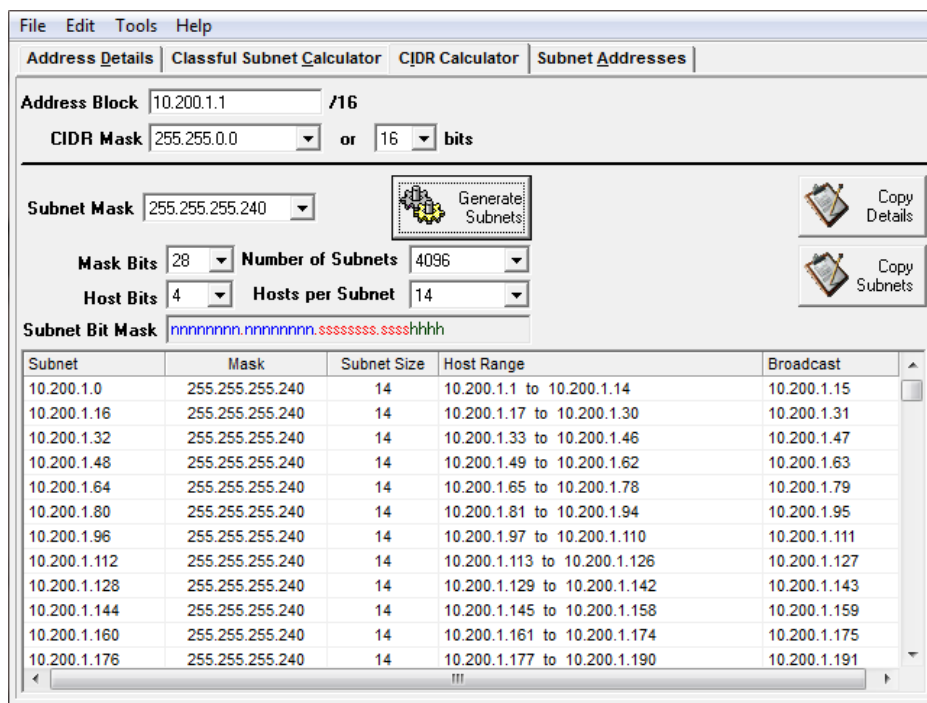 File Edit Tools Help
Address Details Classful Subnet Calculator CIDR Calculator Subnet Addresses
Address Block 10.200.1.1 /16
CIDR Mask 255.255.0.0 or 16 bits
Subnet Mask 255.255.255.240 Generate Subnets Copy Details
Mask Bits 28 Number of Subnets 4096
Host Bits 4 Hosts per Subnet 14 Copy Subnets
Subnet Bit Mask nnnnnnnn.nnnnnnnn.ssssssss.sssshhhh
Subnet Mask Subnet Size Host Range Broadcast
10.200.1.0 255.255.255.240 14 10.200.1.1 to 10.200.1.14 10.200.1.15
10.200.1.16 255.255.255.240 14 10.200.1.17 to 10.200.1.30 10.200.1.31
10.200.1.32 255.255.255.240 14 10.200.1.33 to 10.200.1.46 10.200.1.47
10.200.1.48 255.255.255.240 14 10.200.1.49 to 10.200.1.62 10.200.1.63
10.200.1.64 255.255.255.240 14 10.200.1.65 to 10.200.1.78 10.200.1.79
10.200.1.80 255.255.255.240 14 10.200.1.81 to 10.200.1.94 10.200.1.95
10.200.1.96 255.255.255.240 14 10.200.1.97 to 10.200.1.110 10.200.1.111
10.200.1.112 255.255.255.240 14 10.200.1.113 to 10.200.1.126 10.200.1.127
10.200.1.128 255.255.255.240 14 10.200.1.129 to 10.200.1.142 10.200.1.143
10.200.1.144 255.255.255.240 14 10.200.1.145 to 10.200.1.158 10.200.1.159
10.200.1.160 255.255.255.240 14 10.200.1.161 to 10.200.1.174 10.200.1.175
10.200.1.176 255.255.255.240 14 10.200.1.177 to 10.200.1.190 10.200.1.191